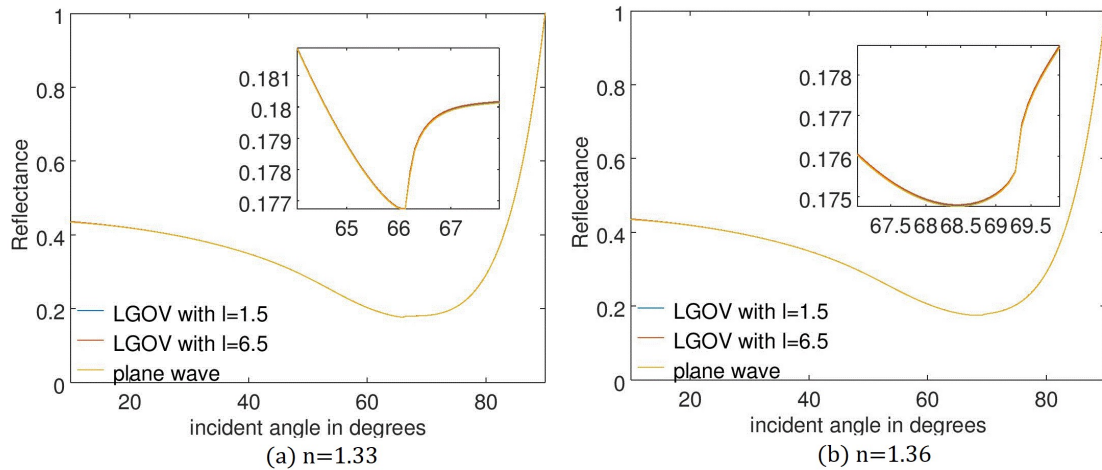 1
0.8
0.6
0.4
0.2
0
Reflectance
20 40 60 80
incident angle in degrees
0.181
0.18
0.179
0.178
0.177
65 66 67
LGOV with l=1.5
LGOV with l=6.5
plane wave
(a) n=1.33
1
0.8
0.6
0.4
0.2
0
Reflectance
20 40 60 80
incident angle in degrees
0.178
0.177
0.176
0.175
67.5 68 68.5 69 69.5
LGOV with l=1.5
LGOV with l=6.5
plane wave
(b) n=1.36